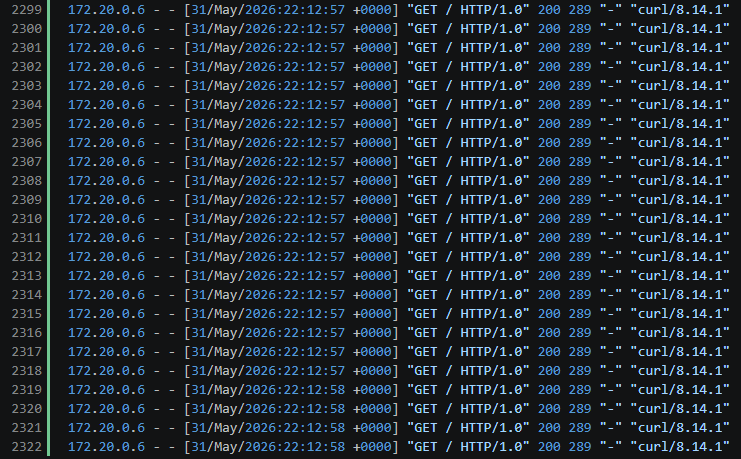 2299 172.20.0.6 - - [31/May/2026:22:12:57 +0000] "GET / HTTP/1.0" 200 289 "-" "curl/8.14.1"
2300 172.20.0.6 - - [31/May/2026:22:12:57 +0000] "GET / HTTP/1.0" 200 289 "-" "curl/8.14.1"
2301 172.20.0.6 - - [31/May/2026:22:12:57 +0000] "GET / HTTP/1.0" 200 289 "-" "curl/8.14.1"
2302 172.20.0.6 - - [31/May/2026:22:12:57 +0000] "GET / HTTP/1.0" 200 289 "-" "curl/8.14.1"
2303 172.20.0.6 - - [31/May/2026:22:12:57 +0000] "GET / HTTP/1.0" 200 289 "-" "curl/8.14.1"
2304 172.20.0.6 - - [31/May/2026:22:12:57 +0000] "GET / HTTP/1.0" 200 289 "-" "curl/8.14.1"
2305 172.20.0.6 - - [31/May/2026:22:12:57 +0000] "GET / HTTP/1.0" 200 289 "-" "curl/8.14.1"
2306 172.20.0.6 - - [31/May/2026:22:12:57 +0000] "GET / HTTP/1.0" 200 289 "-" "curl/8.14.1"
2307 172.20.0.6 - - [31/May/2026:22:12:57 +0000] "GET / HTTP/1.0" 200 289 "-" "curl/8.14.1"
2308 172.20.0.6 - - [31/May/2026:22:12:57 +0000] "GET / HTTP/1.0" 200 289 "-" "curl/8.14.1"
2309 172.20.0.6 - - [31/May/2026:22:12:57 +0000] "GET / HTTP/1.0" 200 289 "-" "curl/8.14.1"
2310 172.20.0.6 - - [31/May/2026:22:12:57 +0000] "GET / HTTP/1.0" 200 289 "-" "curl/8.14.1"
2311 172.20.0.6 - - [31/May/2026:22:12:57 +0000] "GET / HTTP/1.0" 200 289 "-" "curl/8.14.1"
2312 172.20.0.6 - - [31/May/2026:22:12:57 +0000] "GET / HTTP/1.0" 200 289 "-" "curl/8.14.1"
2313 172.20.0.6 - - [31/May/2026:22:12:57 +0000] "GET / HTTP/1.0" 200 289 "-" "curl/8.14.1"
2314 172.20.0.6 - - [31/May/2026:22:12:57 +0000] "GET / HTTP/1.0" 200 289 "-" "curl/8.14.1"
2315 172.20.0.6 - - [31/May/2026:22:12:57 +0000] "GET / HTTP/1.0" 200 289 "-" "curl/8.14.1"
2316 172.20.0.6 - - [31/May/2026:22:12:57 +0000] "GET / HTTP/1.0" 200 289 "-" "curl/8.14.1"
2317 172.20.0.6 - - [31/May/2026:22:12:57 +0000] "GET / HTTP/1.0" 200 289 "-" "curl/8.14.1"
2318 172.20.0.6 - - [31/May/2026:22:12:57 +0000] "GET / HTTP/1.0" 200 289 "-" "curl/8.14.1"
2319 172.20.0.6 - - [31/May/2026:22:12:58 +0000] "GET / HTTP/1.0" 200 289 "-" "curl/8.14.1"
2320 172.20.0.6 - - [31/May/2026:22:12:58 +0000] "GET / HTTP/1.0" 200 289 "-" "curl/8.14.1"
2321 172.20.0.6 - - [31/May/2026:22:12:58 +0000] "GET / HTTP/1.0" 200 289 "-" "curl/8.14.1"
2322 172.20.0.6 - - [31/May/2026:22:12:58 +0000] "GET / HTTP/1.0" 200 289 "-" "curl/8.14.1"